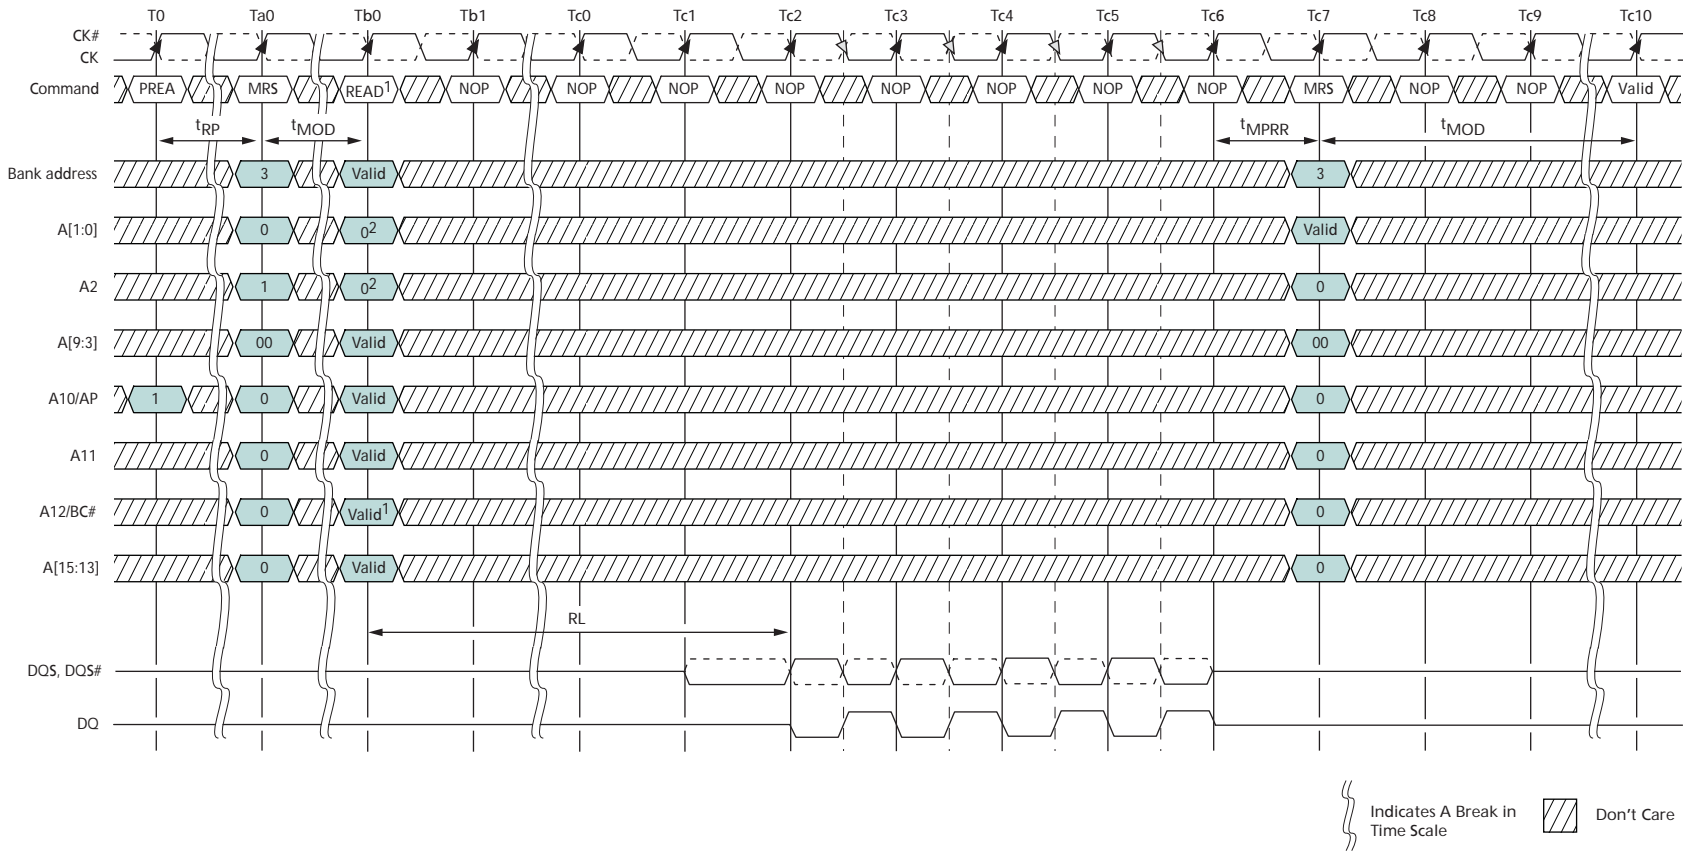 T0 Ta0 Tb0 Tb1 Tc0 Tc1 Tc2 Tc3 Tc4 Tc5 Tc6 Tc7 Tc8 Tc9 Tc10
CK#
CK
Command PREA MRS READ1 NOP NOP NOP NOP NOP NOP NOP NOP MRS NOP NOP Valid
tRP tMOD tMPRR tMOD
Bank address 3 Valid 3
A[1:0] 0 02 Valid
A2 1 02 0
A[9:3] 00 Valid 00
A10/AP 1 0 Valid 0
A11 0 Valid 0
A12/BC# 0 Valid1 0
A[15:13] 0 Valid 0
RL
DQS, DQS#
DQ
Indicates A Break in
Time Scale
Don't Care